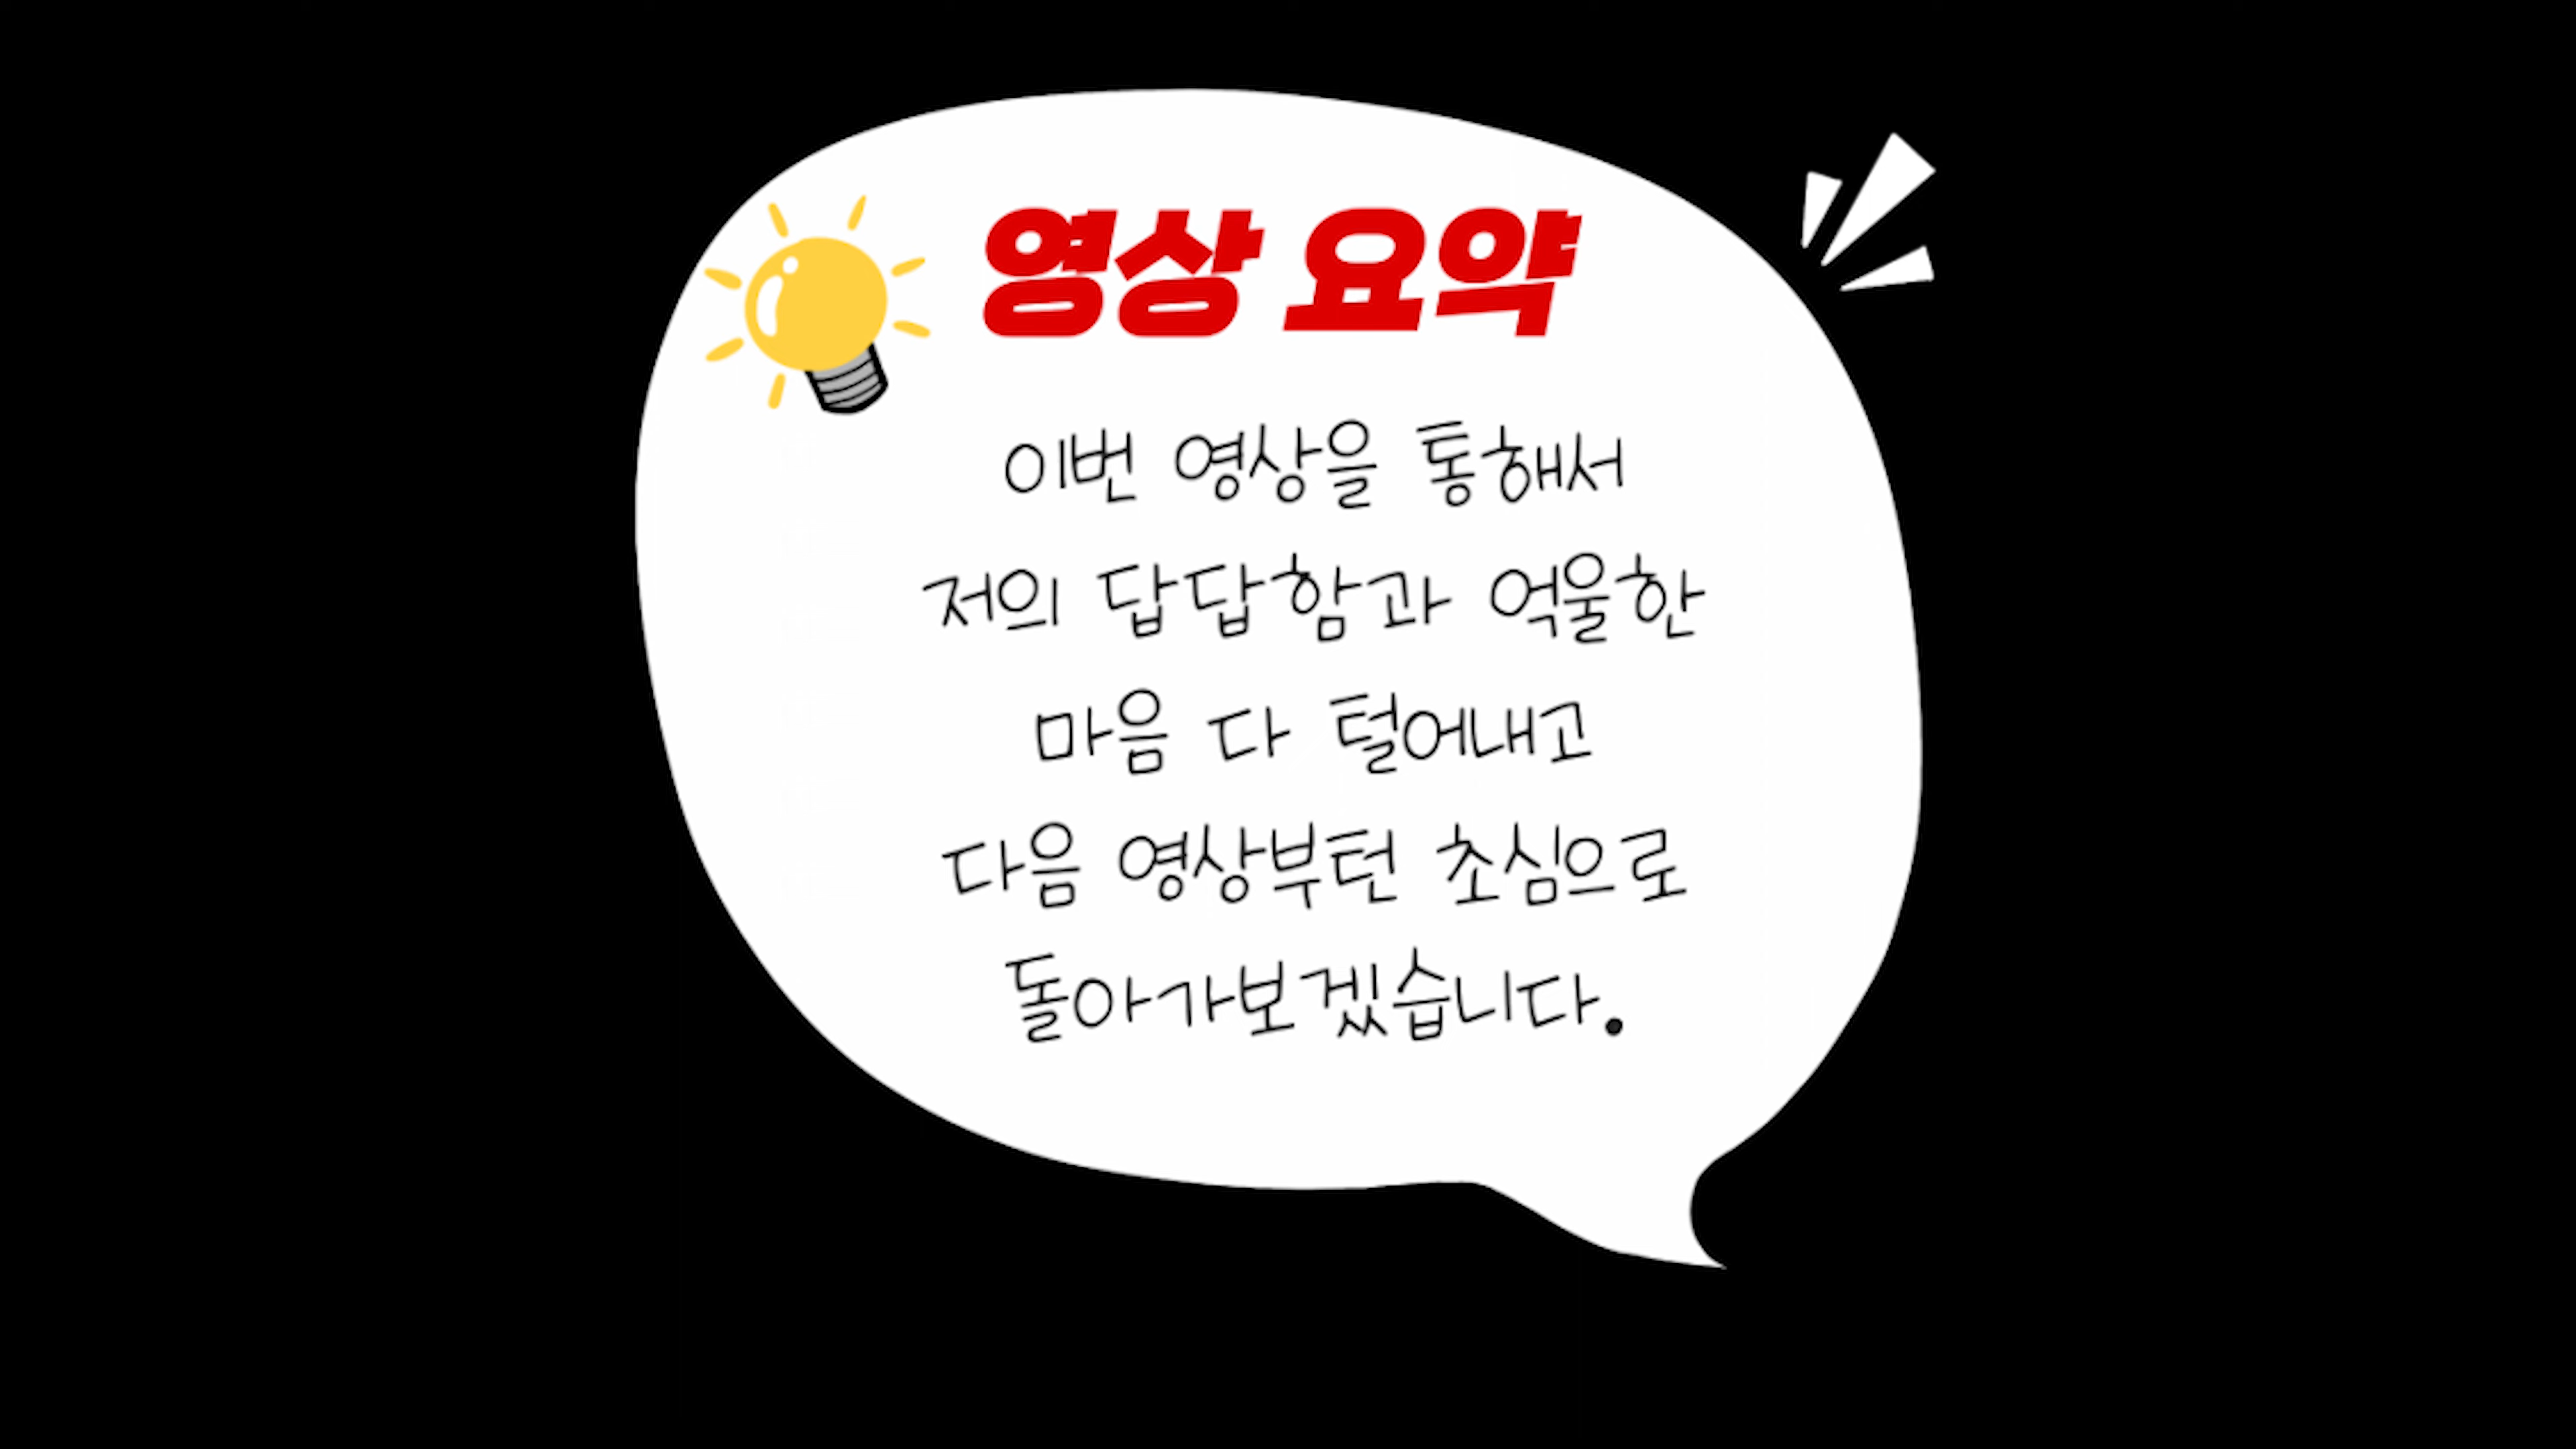 영상 요약
이번 영상을 통해서
저의 답답함과 억울한
마음 다 털어내고
다음 영상부턴 초심으로
돌아가보겠습니다.